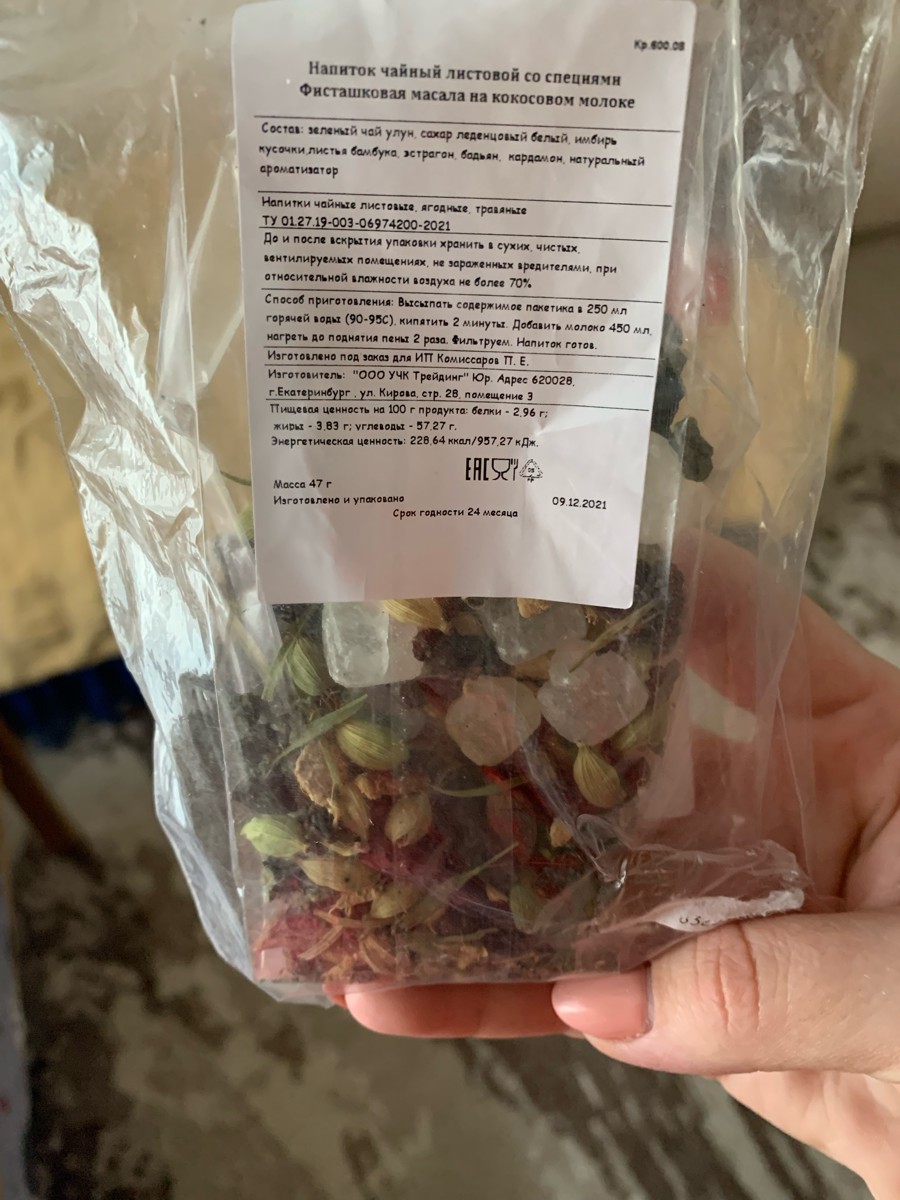 Кр.600.08
Напиток чайный листовой со специями
Фисташковая масала на кокосовом молоке
Состав: зеленый чай улун, сахар леденцовый белый, имбирь
кусочки,листья бамбука, эстрагон, бадьян, кардамон, натуральный
ароматизатор
Напитки чайные листовые, ягодные, травяные
ТУ 01.27.19-003-06974200-2021
До и после вскрытия упаковки хранить в сухих, чистых,
вентилируемых помещениях, не зараженных вредителями, при
относительной влажности воздуха не более 70%
Способ приготовления: Высыпать содержимое пакетика в 250 мл
горячей воды (90-95С), кипятить 2 минуты. Добавить молоко 450 мл,
нагреть до поднятия пены 2 раза. Фильтруем. Напиток готов.
Изготовлено под заказ для ИП Комиссаров П. Е.
Изготовитель: "ООО УЧК Трейдинг" Юр. Адрес 620028,
г.Екатеринбург , ул. Кирова, стр. 28, помещение 3
Пищевая ценность на 100 г продукта: белки - 2,96 г;
жиры - 3,83 г; углеводы - 57,27 г.
Энергетическая ценность: 228,64 ккал/957,27 кДж.
EAC
Масса 47 г
Изготовлено и упаковано 09.12.2021
Срок годности 24 месяца